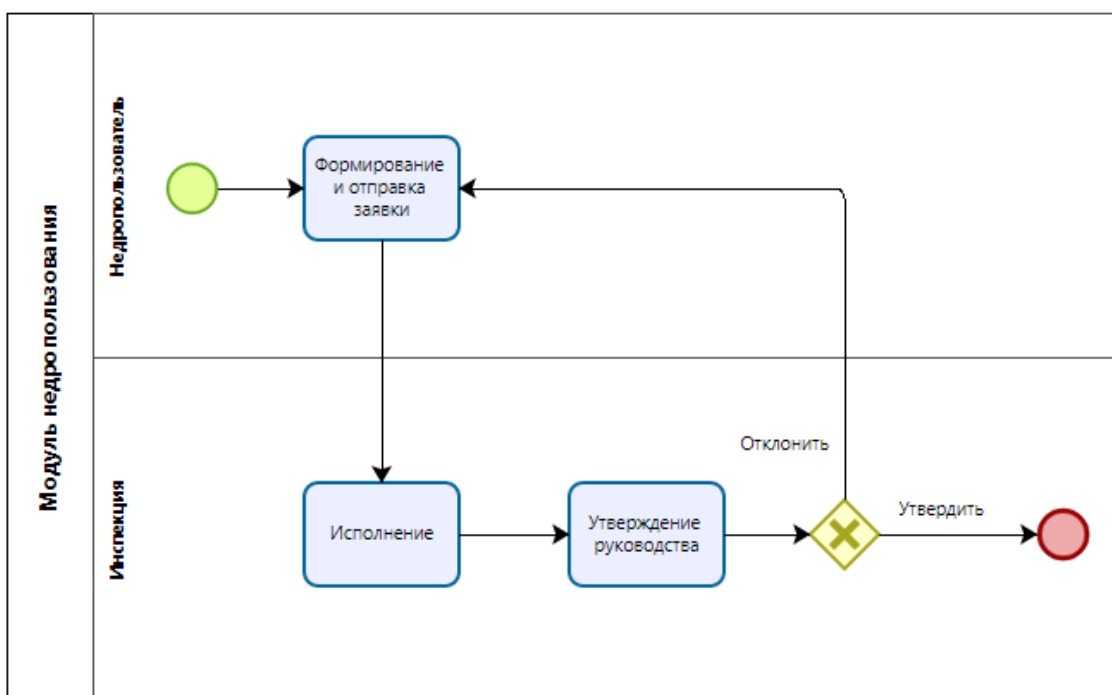 Модуль недропользования
Недропользователь
Формирование
и отправка
заявки
Инспекция
Исполнение
Утверждение
руководства
Отклонить
Утвердить